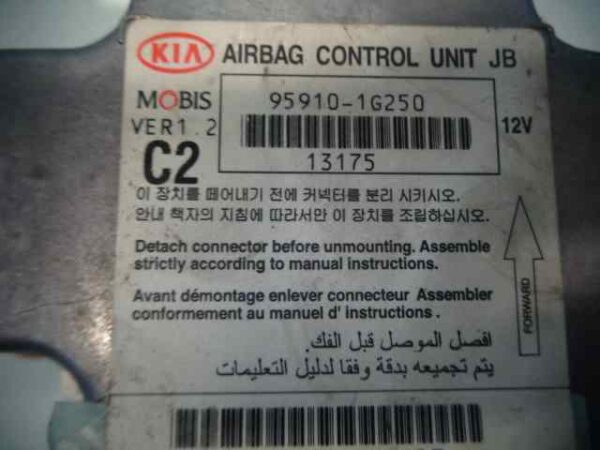 KIA AIRBAG CONTROL UNIT JB
MOBIS 95910-1G250
VER1.2 12V
C2 13175
이 장치를 떼어내기 전에 커넥터를 분리 시키시오.
안내 책자의 지침에 따라서만 이 장치를 조립하십시오.
Detach connector before unmounting. Assemble
strictly according to manual instructions.
Avant démontage enlever connecteur Assembler
conformement au manuel d' instructions.
افصل الموصل قبل الفك.
يتم تجميعه بدقة وفقا لدليل التعليمات
FORWARD